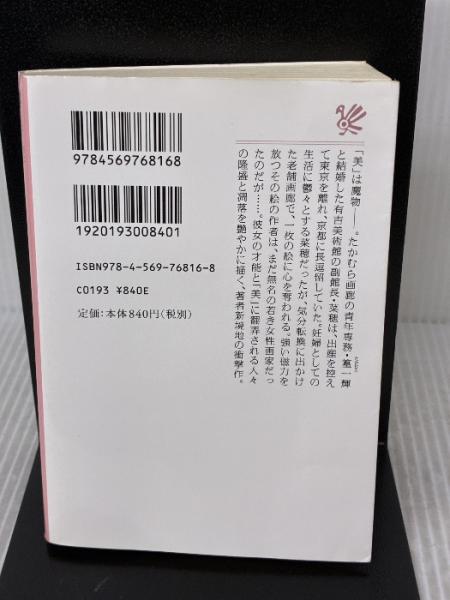 「美」は魔物――。たかむら画廊の青年専務・篁一輝
と結婚した有吉美術館の副館長・菜穂は、出産を控え
て東京を離れ、京都に長逗留していた。妊婦としての
生活に鬱々とする菜穂だったが、気分転換に出かけ
た老舗画廊で、一枚の絵に心を奪われる。強い磁力を
放つその絵の作者は、まだ無名の若き女性画家だっ
たのだが……。彼女の才能と「美」に翻弄される人々
の隆盛と凋落を艶やかに描く、著者新境地の衝撃作。
9784569768168
1920193008401
ISBN978-4-569-76816-8
C0193 ¥840E
定価：本体840円(税別)